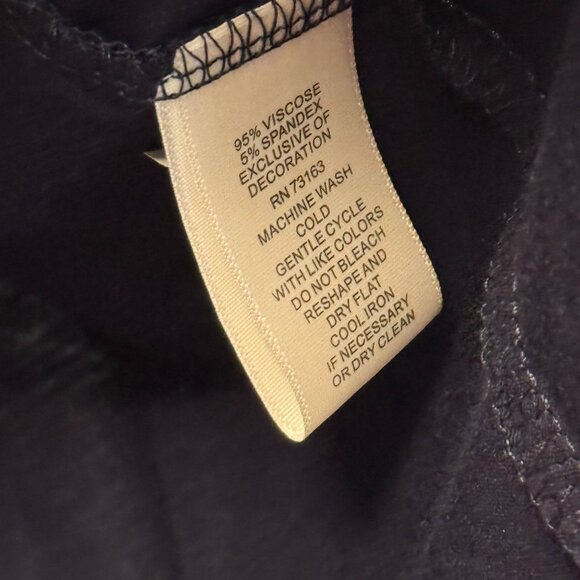 95% VISCOSE
5% SPANDEX
EXCLUSIVE OF
DECORATION
RN 73163
MACHINE WASH
COLD
GENTLE CYCLE
WITH LIKE COLORS
DO NOT BLEACH
RESHAPE AND
DRY FLAT
COOL IRON
IF NECESSARY
OR DRY CLEAN